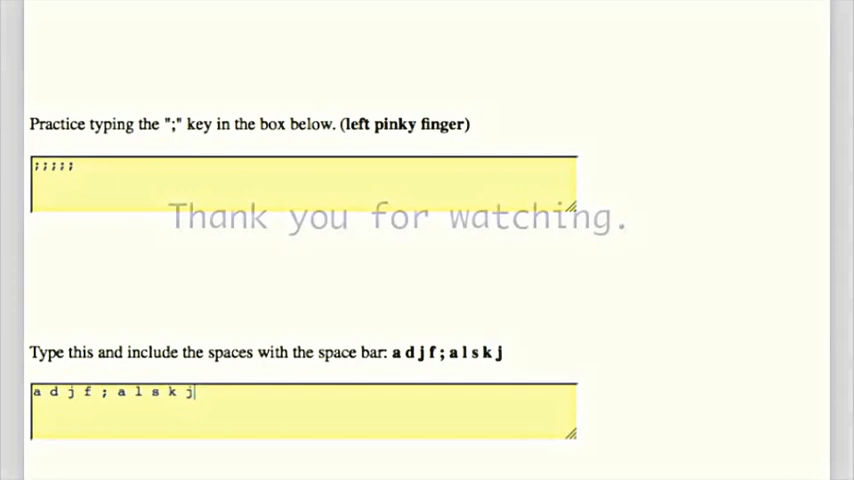 Practice typing the ";" key in the box below. (left pinky finger)
;;;;;
Thank you for watching.
Type this and include the spaces with the space bar: a d j f ; a l s k j
a d j f ; a l s k j